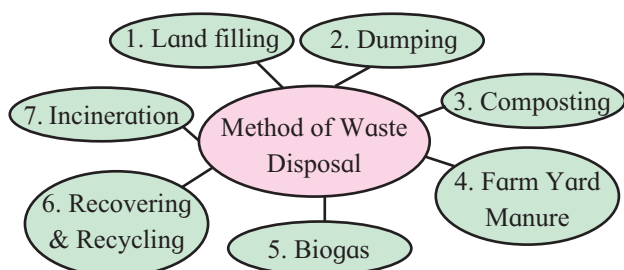 1. Land filling
2. Dumping
3. Composting
4. Farm Yard
Manure
5. Biogas
6. Recovering
& Recycling
7. Incineration
Method of Waste
Disposal